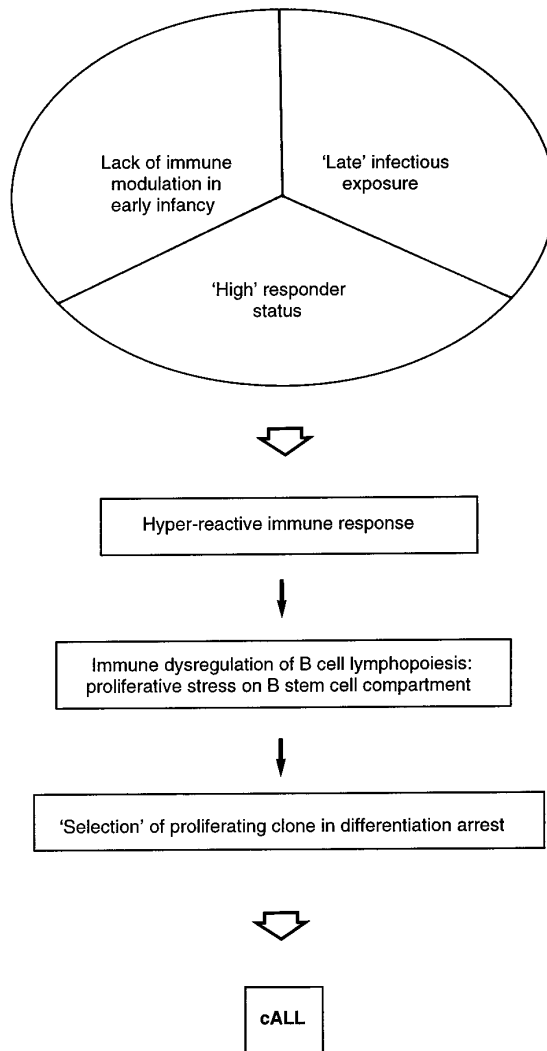 Lack of immune
modulation in
early infancy
'Late' infectious
exposure
'High' responder
status
Hyper-reactive immune response
Immune dysregulation of B cell lymphopoiesis:
proliferative stress on B stem cell compartment
'Selection' of proliferating clone in differentiation arrest
cALL